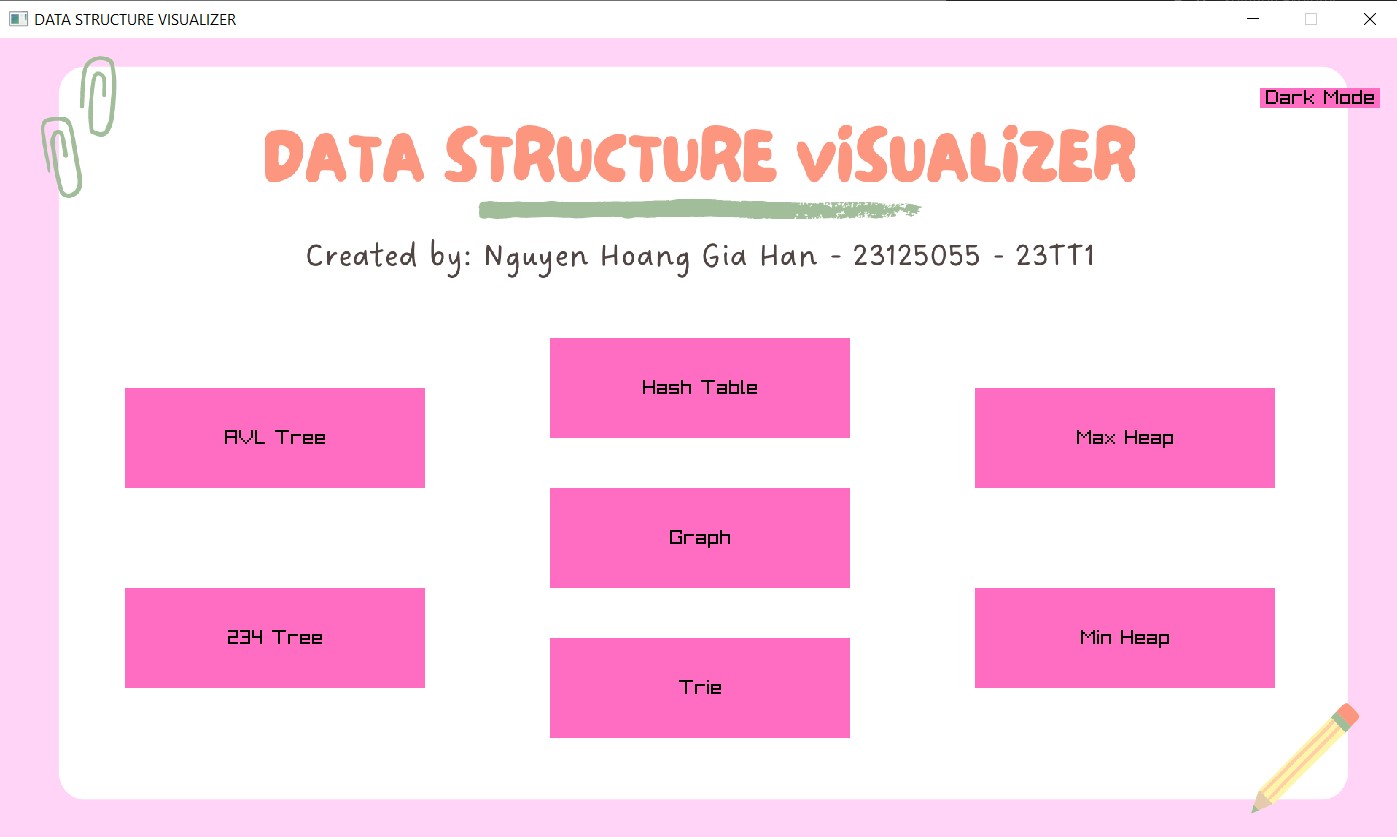 DATA STRUCTURE VISUALIZER
Dark Mode
DATA STRUCTURE ViSUALiZER
Created by: Nguyen Hoang Gia Han - 23125055 - 23TT1
Hash Table
AVL Tree
Max Heap
Graph
234 Tree
Min Heap
Trie